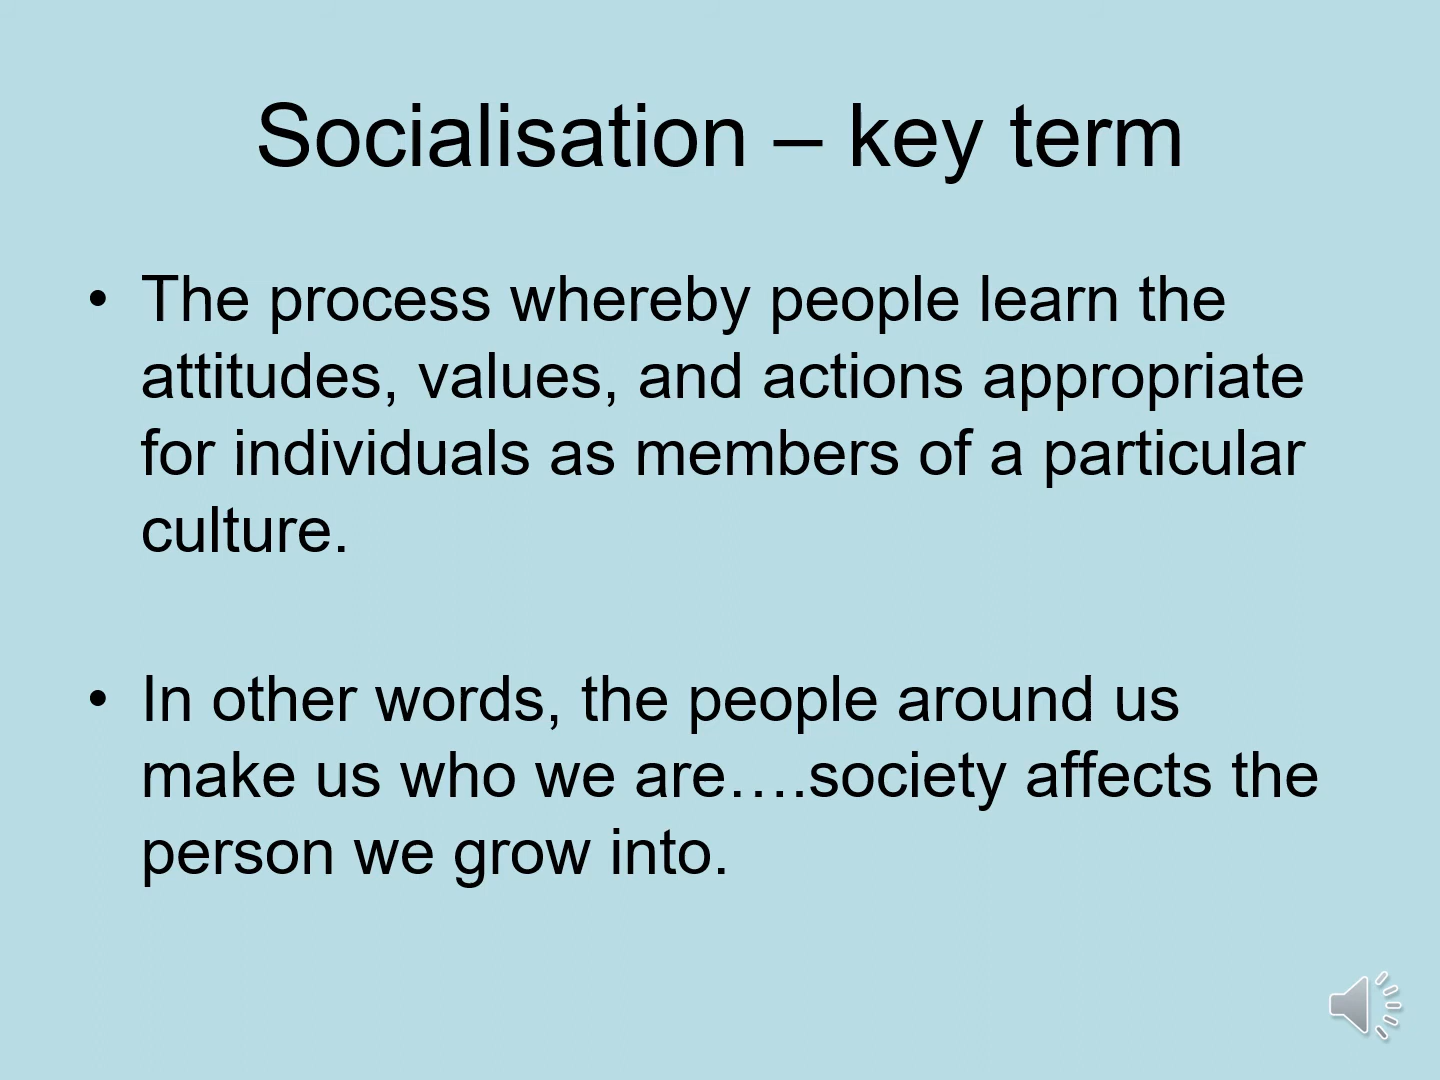 Socialisation – key term
• The process whereby people learn the
attitudes, values, and actions appropriate
for individuals as members of a particular
culture.
• In other words, the people around us
make us who we are….society affects the
person we grow into.